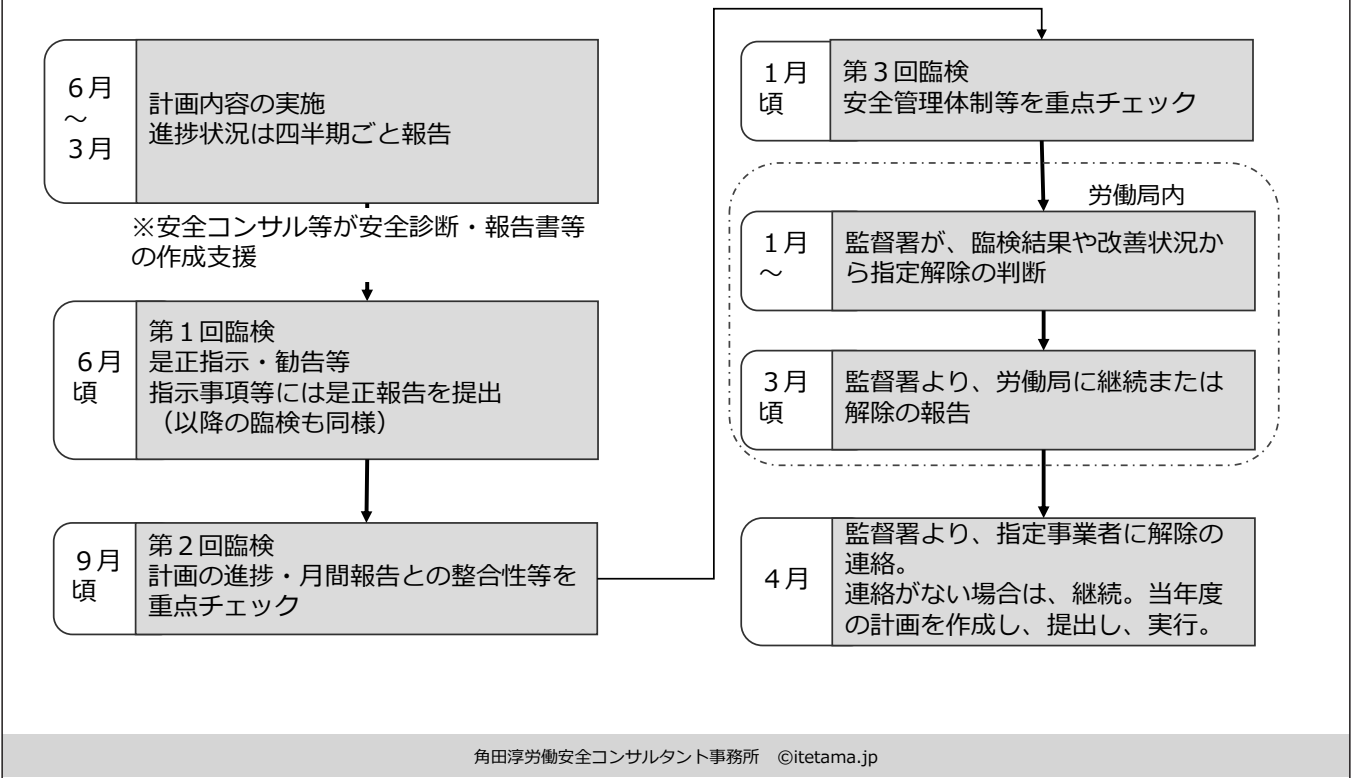 ６月
～
３月
計画内容の実施
進捗状況は四半期ごと報告
※安全コンサル等が安全診断・報告書等
の作成支援
６月
頃
第１回臨検
是正指示・勧告等
指示事項等には是正報告を提出
（以降の臨検も同様）
９月
頃
第２回臨検
計画の進捗・月間報告との整合性等を
重点チェック
１月
頃
第３回臨検
安全管理体制等を重点チェック
労働局内
１月
～
監督署が、臨検結果や改善状況か
ら指定解除の判断
３月
頃
監督署より、労働局に継続または
解除の報告
４月
監督署より、指定事業者に解除の
連絡。
連絡がない場合は、継続。当年度
の計画を作成し、提出し、実行。
角田淳労働安全コンサルタント事務所　©itetama.jp